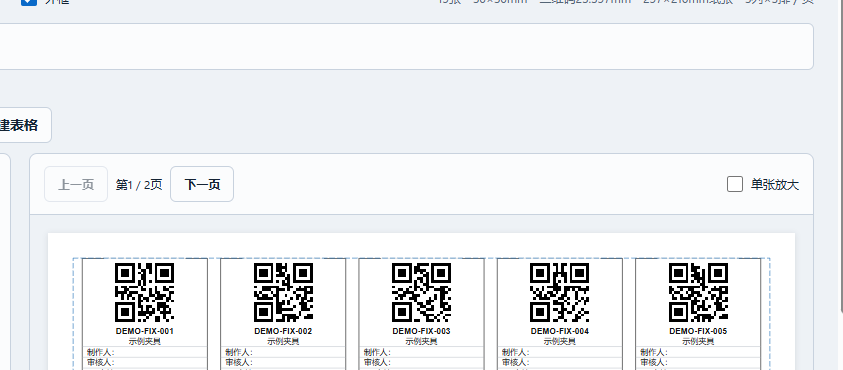 外框
建表格
上一页 第1 / 2页 下一页 单张放大
DEMO-FIX-001 DEMO-FIX-002 DEMO-FIX-003 DEMO-FIX-004 DEMO-FIX-005
示例夹具 示例夹具 示例夹具 示例夹具 示例夹具
制作人: 制作人: 制作人: 制作人: 制作人:
审核人: 审核人: 审核人: 审核人: 审核人: